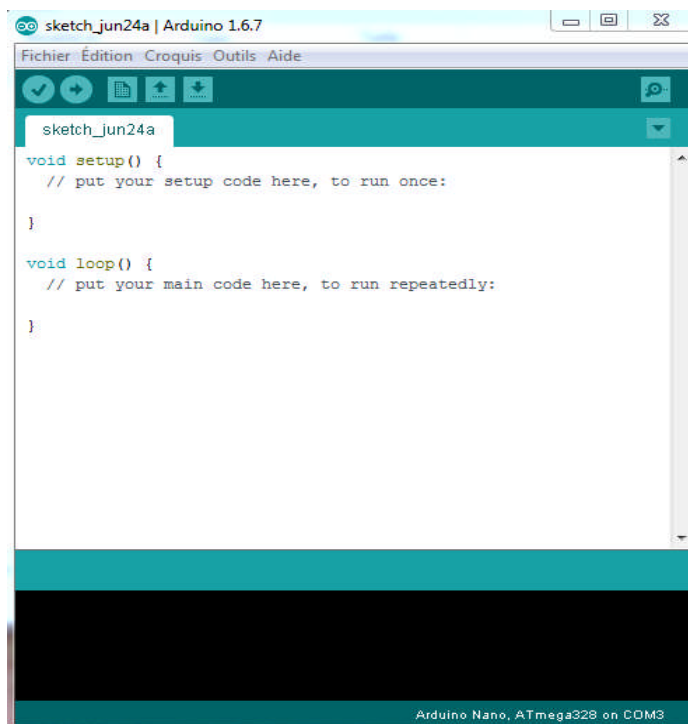 sketch_jun24a | Arduino 1.6.7
Fichier Édition Croquis Outils Aide
sketch_jun24a
void setup() {
  // put your setup code here, to run once:
}
void loop() {
  // put your main code here, to run repeatedly:
}
Arduino Nano, ATmega328 on COM3